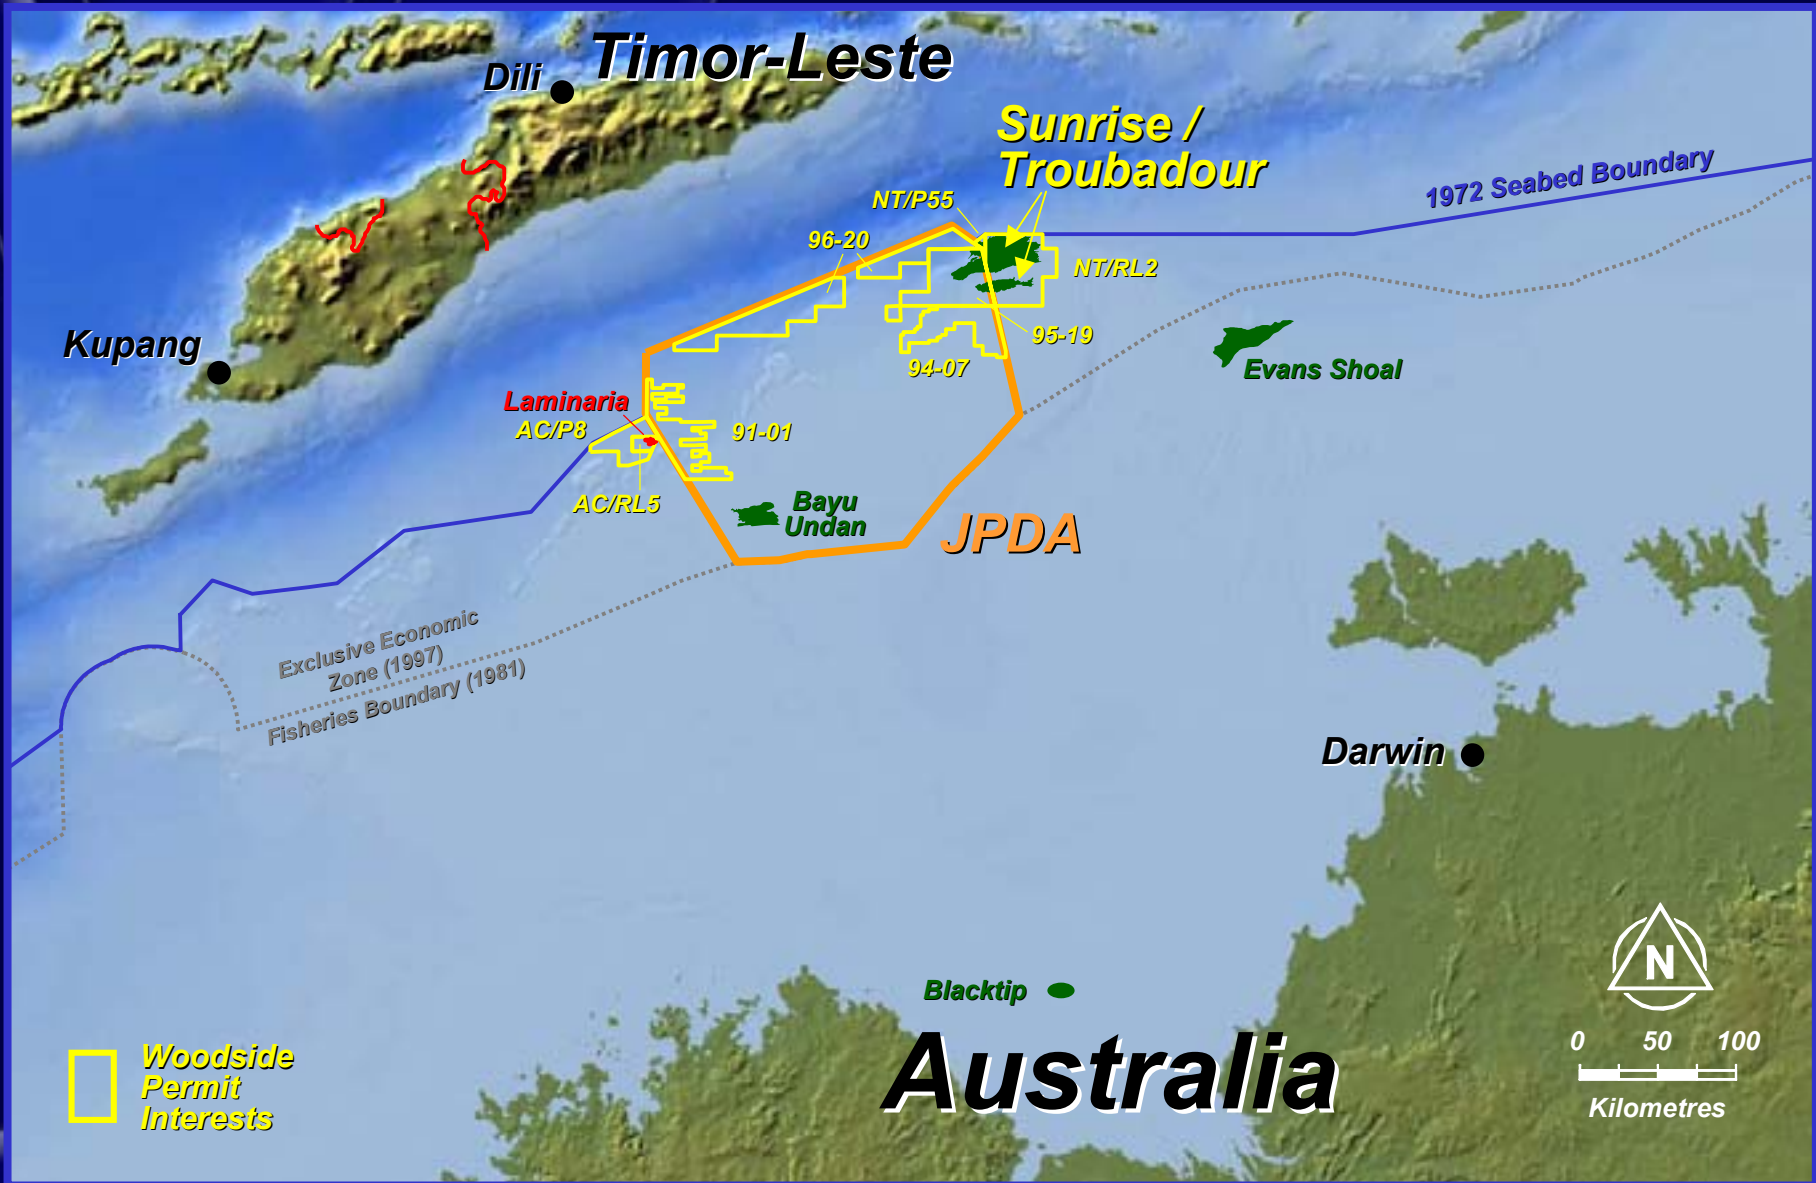 Timor-Leste
Dili
Sunrise /
Troubadour
1972 Seabed Boundary
NT/P55
96-20
NT/RL2
95-19
Kupang
94-07
Evans Shoal
Laminaria
AC/P8
91-01
AC/RL5
Bayu
Undan
JPDA
Exclusive Economic
Zone (1997)
Fisheries Boundary (1981)
Darwin
N
Blacktip
Australia
Woodside
Permit
Interests
0 50 100
Kilometres